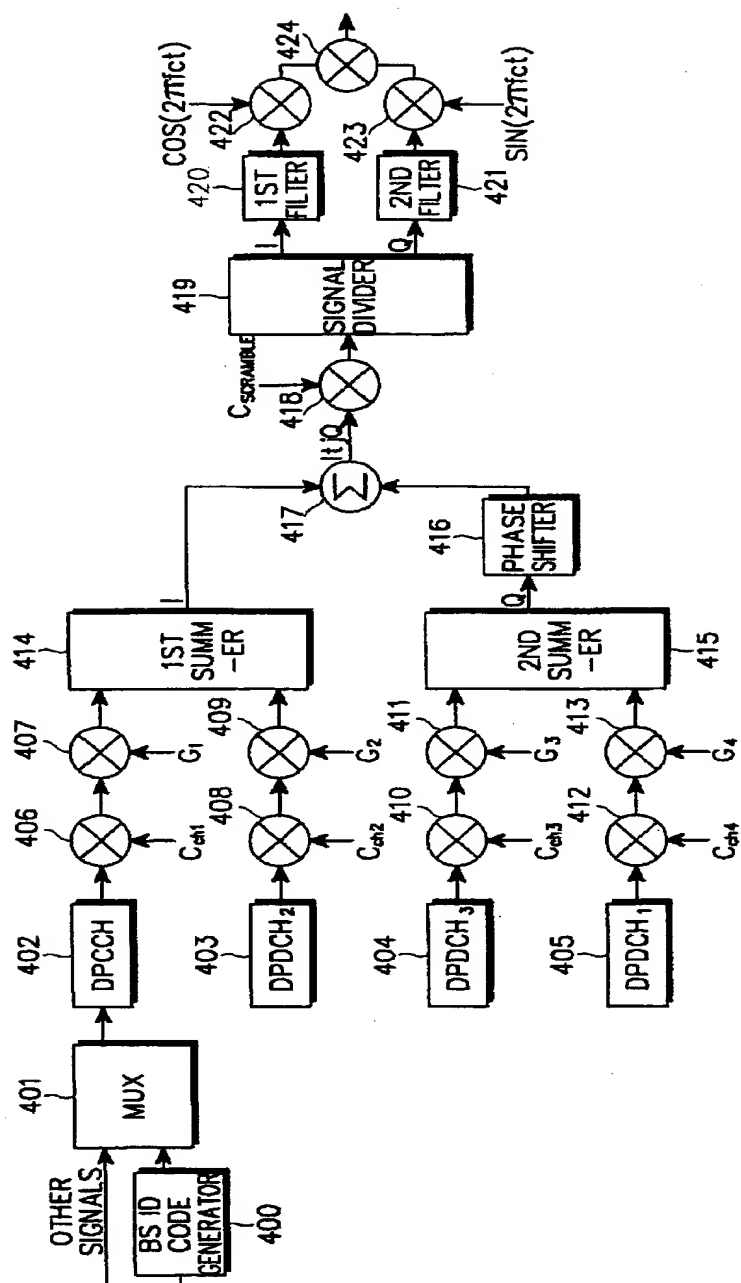 OTHER
SIGNALS
BS ID
CODE
GENERATOR
400
401
MUX
402
DPCCH
403
DPDCH2
404
DPDCH3
405
DPDCH1
406
Cch1
407
G1
408
Cch2
409
G2
410
Cch3
411
G3
412
Cch4
413
G4
414
1ST
SUMM
-ER
I
2ND
SUMM
-ER
415
Q
416
PHASE
SHIFTER
417
Σ
ItjQ
418
CSCRAMBLE
419
SIGNAL
DIVIDER
I
Q
420
1ST
FILTER
2ND
FILTER
421
COS(2πfct)
422
423
SIN(2πfct)
424